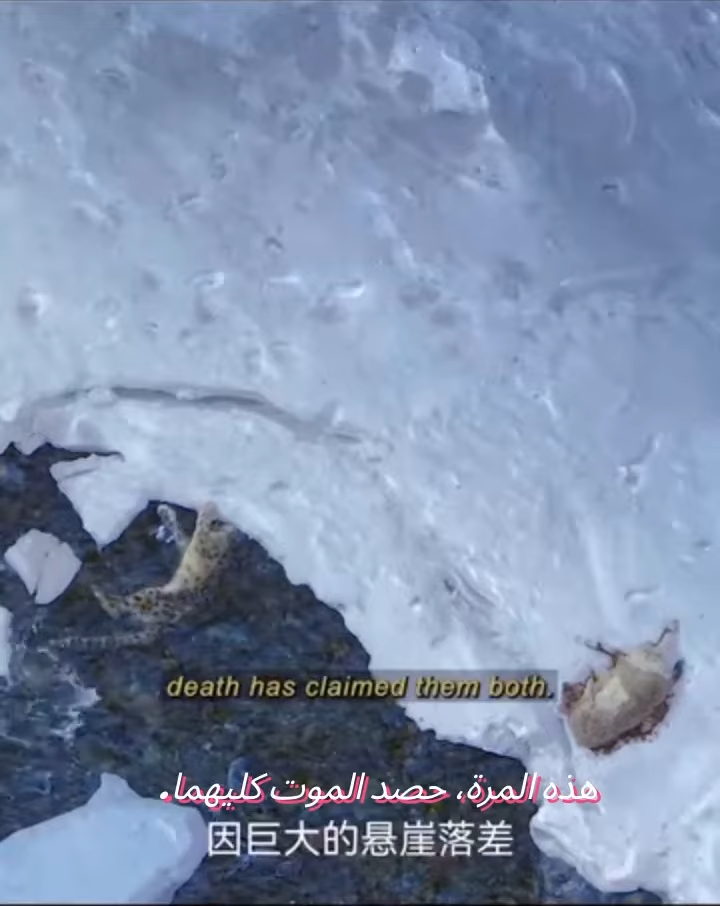 death has claimed them both.
هذه المرة، حصد الموت كليهما.
因巨大的悬崖落差